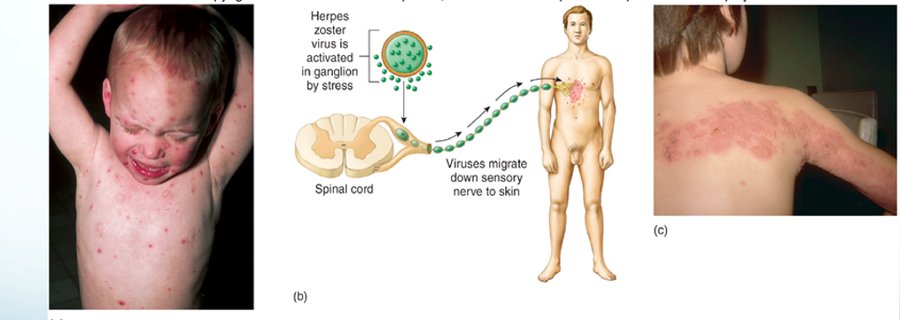 Herpes
zoster
virus is
activated
in ganglion
by stress
Spinal cord
Viruses migrate
down sensory
nerve to skin
(b)
(c)